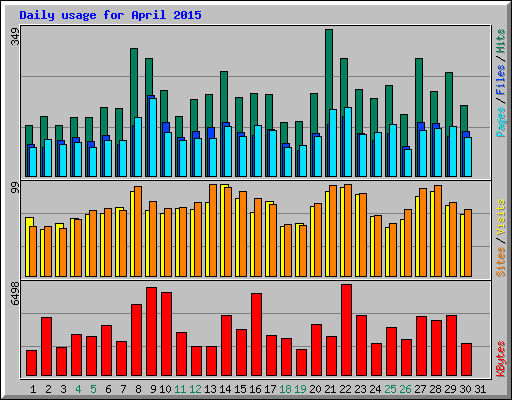 Daily usage for April 2015
349
99
6498
Pages / Files / Hits
Sites / Visits
KBytes
1 2 3 4 5 6 7 8 9 10 11 12 13 14 15 16 17 18 19 20 21 22 23 24 25 26 27 28 29 30 31